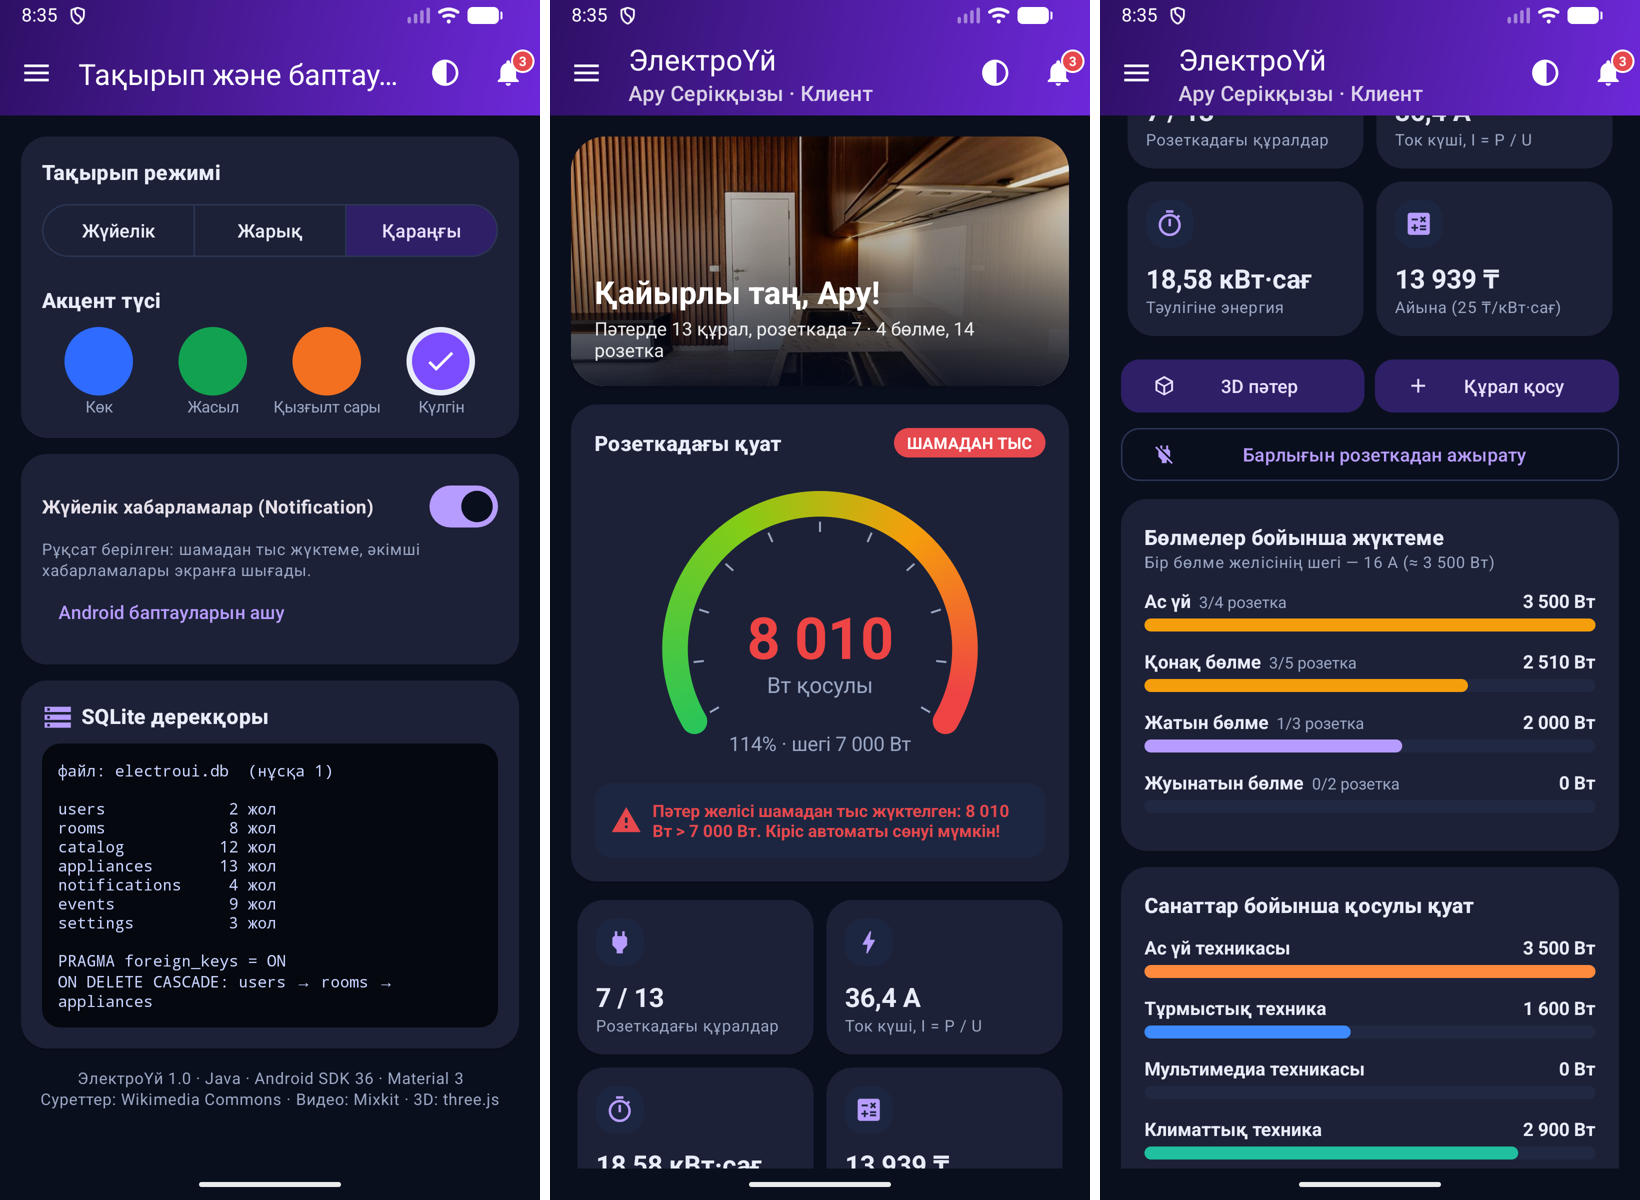 8:35
Тақырып және баптау...
3
Тақырып режимі
Жүйелік
Жарық
Қараңғы
Акцент түсі
Көк
Жасыл
Қызғылт сары
Күлгін
Жүйелік хабарламалар (Notification)
Рұқсат берілген: шамадан тыс жүктеме, әкімші
хабарламалары экранға шығады.
Android баптауларын ашу
SQLite дерекқоры
файл: electroui.db (нұсқа 1)
users 2 жол
rooms 8 жол
catalog 12 жол
appliances 13 жол
notifications 4 жол
events 9 жол
settings 3 жол
PRAGMA foreign_keys = ON
ON DELETE CASCADE: users → rooms →
appliances
ЭлектроҮй 1.0 · Java · Android SDK 36 · Material 3
Суреттер: Wikimedia Commons · Видео: Mixkit · 3D: three.js
8:35
ЭлектроҮй
Ару Серікқызы · Клиент
3
Қайырлы таң, Ару!
Пәтерде 13 құрал, розеткада 7 · 4 бөлме, 14
розетка
Розеткадағы қуат
ШАМАДАН ТЫС
8 010
Вт қосулы
114% · шегі 7 000 Вт
Пәтер желісі шамадан тыс жүктелген: 8 010
Вт > 7 000 Вт. Кіріс автоматы сөнуі мүмкін!
7 / 13
Розеткадағы құралдар
36,4 А
Ток күші, I = P / U
18,58 кВт·сағ
13 939 ₸
8:35
ЭлектроҮй
Ару Серікқызы · Клиент
3
7 / 13
Розеткадағы құралдар
36,4 А
Ток күші, I = P / U
18,58 кВт·сағ
Тәулігіне энергия
13 939 ₸
Айына (25 ₸/кВт·сағ)
3D пәтер
Құрал қосу
Барлығын розеткадан ажырату
Бөлмелер бойынша жүктеме
Бір бөлме желісінің шегі — 16 А (≈ 3 500 Вт)
Ас үй 3/4 розетка 3 500 Вт
Қонақ бөлме 3/5 розетка 2 510 Вт
Жатын бөлме 1/3 розетка 2 000 Вт
Жуынатын бөлме 0/2 розетка 0 Вт
Санаттар бойынша қосулы қуат
Ас үй техникасы 3 500 Вт
Тұрмыстық техника 1 600 Вт
Мультимедиа техникасы 0 Вт
Климаттық техника 2 900 Вт